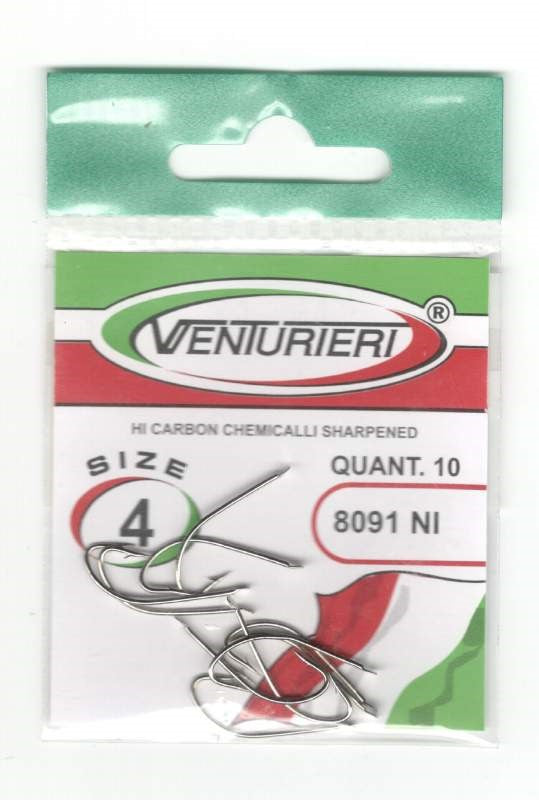 VENTURIERI ®
HI CARBON CHEMICALLI SHARPENED
SIZE
4
QUANT. 10
8091 NI